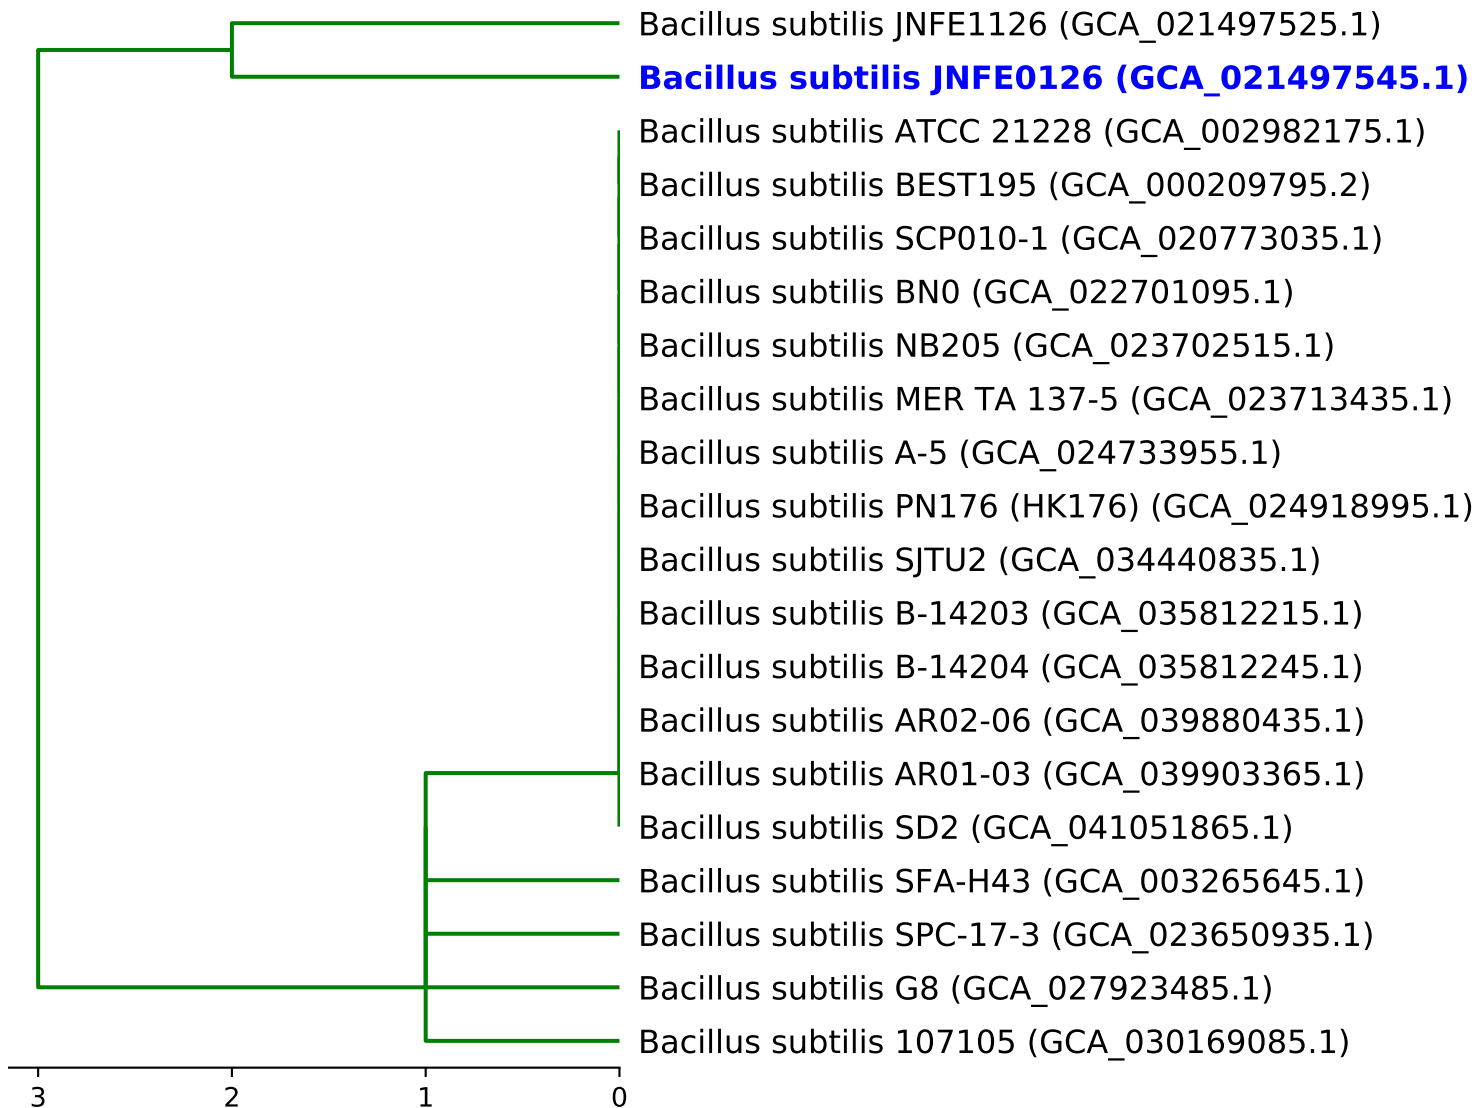 Bacillus subtilis JNFE1126 (GCA_021497525.1)
Bacillus subtilis JNFE0126 (GCA_021497545.1)
Bacillus subtilis ATCC 21228 (GCA_002982175.1)
Bacillus subtilis BEST195 (GCA_000209795.2)
Bacillus subtilis SCP010-1 (GCA_020773035.1)
Bacillus subtilis BN0 (GCA_022701095.1)
Bacillus subtilis NB205 (GCA_023702515.1)
Bacillus subtilis MER TA 137-5 (GCA_023713435.1)
Bacillus subtilis A-5 (GCA_024733955.1)
Bacillus subtilis PN176 (HK176) (GCA_024918995.1)
Bacillus subtilis SJTU2 (GCA_034440835.1)
Bacillus subtilis B-14203 (GCA_035812215.1)
Bacillus subtilis B-14204 (GCA_035812245.1)
Bacillus subtilis AR02-06 (GCA_039880435.1)
Bacillus subtilis AR01-03 (GCA_039903365.1)
Bacillus subtilis SD2 (GCA_041051865.1)
Bacillus subtilis SFA-H43 (GCA_003265645.1)
Bacillus subtilis SPC-17-3 (GCA_023650935.1)
Bacillus subtilis G8 (GCA_027923485.1)
Bacillus subtilis 107105 (GCA_030169085.1)
3 2 1 0